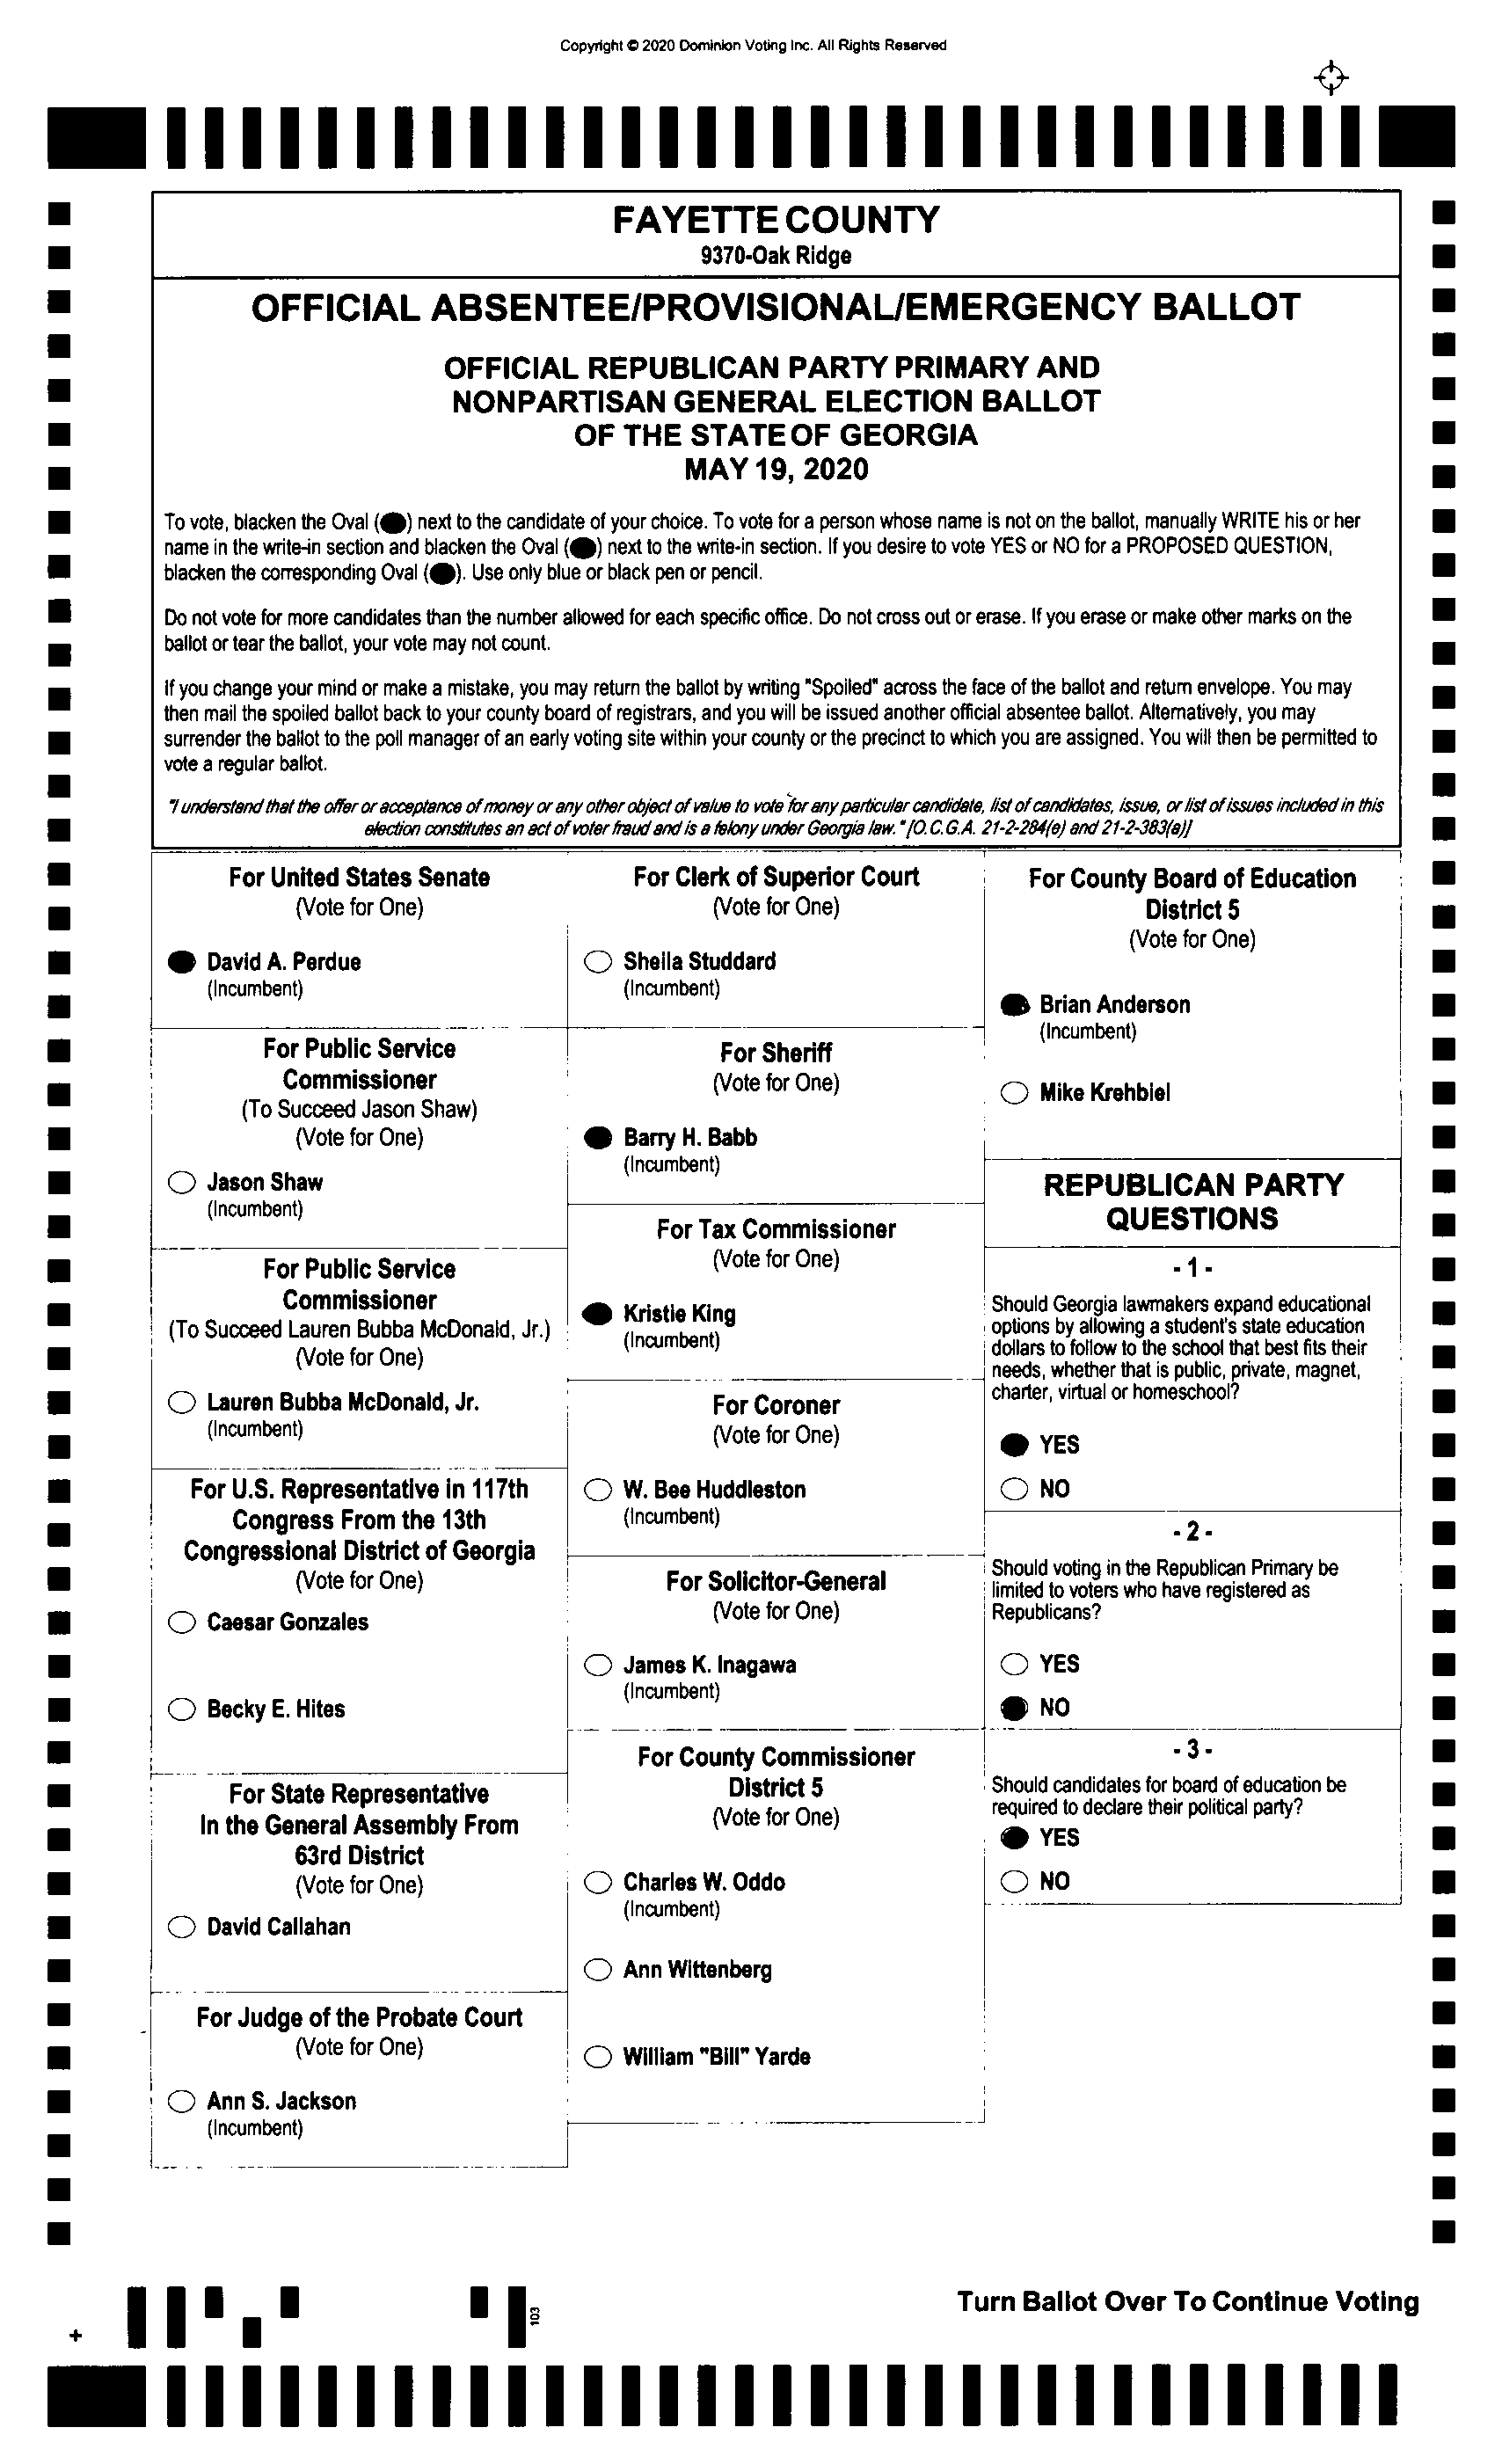 Copyright © 2020 Dominion Voting Inc. All Rights Reserved
FAYETTE COUNTY
9370-Oak Ridge
OFFICIAL ABSENTEE/PROVISIONAL/EMERGENCY BALLOT
OFFICIAL REPUBLICAN PARTY PRIMARY AND
NONPARTISAN GENERAL ELECTION BALLOT
OF THE STATE OF GEORGIA
MAY 19, 2020
To vote, blacken the Oval (●) next to the candidate of your choice. To vote for a person whose name is not on the ballot, manually WRITE his or her
name in the write-in section and blacken the Oval (●) next to the write-in section. If you desire to vote YES or NO for a PROPOSED QUESTION,
blacken the corresponding Oval (●). Use only blue or black pen or pencil.
Do not vote for more candidates than the number allowed for each specific office. Do not cross out or erase. If you erase or make other marks on the
ballot or tear the ballot, your vote may not count.
If you change your mind or make a mistake, you may return the ballot by writing "Spoiled" across the face of the ballot and return envelope. You may
then mail the spoiled ballot back to your county board of registrars, and you will be issued another official absentee ballot. Alternatively, you may
surrender the ballot to the poll manager of an early voting site within your county or the precinct to which you are assigned. You will then be permitted to
vote a regular ballot.
"I understand that the offer or acceptance of money or any other object of value to vote for any particular candidate, list of candidates, issue, or list of issues included in this
election constitutes an act of voter fraud and is a felony under Georgia law." [O.C.G.A. 21-2-284(e) and 21-2-383(a)]
For United States Senate
(Vote for One)
David A. Perdue
(Incumbent)
For Public Service
Commissioner
(To Succeed Jason Shaw)
(Vote for One)
Jason Shaw
(Incumbent)
For Public Service
Commissioner
(To Succeed Lauren Bubba McDonald, Jr.)
(Vote for One)
Lauren Bubba McDonald, Jr.
(Incumbent)
For U.S. Representative in 117th
Congress From the 13th
Congressional District of Georgia
(Vote for One)
Caesar Gonzales
Becky E. Hites
For State Representative
In the General Assembly From
63rd District
(Vote for One)
David Callahan
For Judge of the Probate Court
(Vote for One)
Ann S. Jackson
(Incumbent)
For Clerk of Superior Court
(Vote for One)
Sheila Studdard
(Incumbent)
For Sheriff
(Vote for One)
Barry H. Babb
(Incumbent)
For Tax Commissioner
(Vote for One)
Kristie King
(Incumbent)
For Coroner
(Vote for One)
W. Bee Huddleston
(Incumbent)
For Solicitor-General
(Vote for One)
James K. Inagawa
(Incumbent)
For County Commissioner
District 5
(Vote for One)
Charles W. Oddo
(Incumbent)
Ann Wittenberg
William "Bill" Yarde
For County Board of Education
District 5
(Vote for One)
Brian Anderson
(Incumbent)
Mike Krehbiel
REPUBLICAN PARTY
QUESTIONS
- 1 -
Should Georgia lawmakers expand educational
options by allowing a student's state education
dollars to follow to the school that best fits their
needs, whether that is public, private, magnet,
charter, virtual or homeschool?
YES
NO
- 2 -
Should voting in the Republican Primary be
limited to voters who have registered as
Republicans?
YES
NO
- 3 -
Should candidates for board of education be
required to declare their political party?
YES
NO
Turn Ballot Over To Continue Voting
103
+